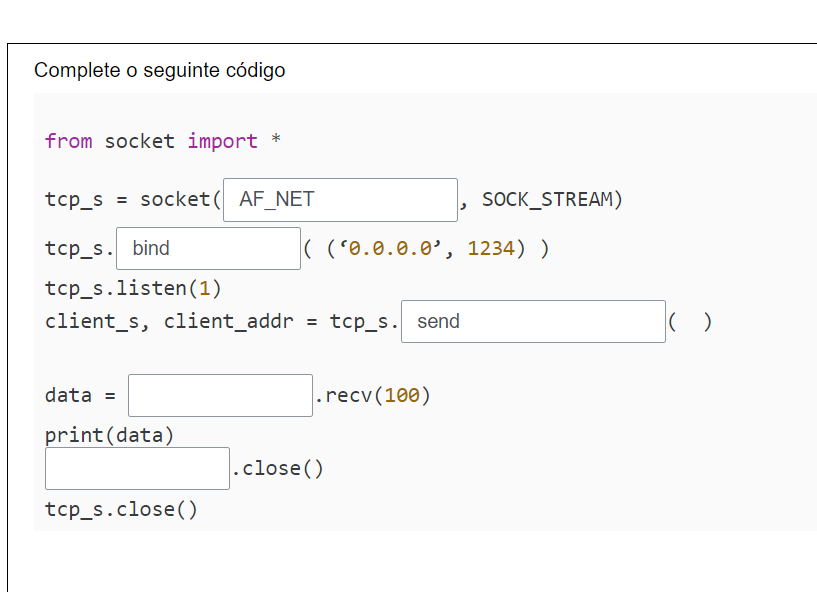 Complete o seguinte código
from socket import *
tcp_s = socket( AF_NET , SOCK_STREAM)
tcp_s. bind ( (‘0.0.0.0’, 1234) )
tcp_s.listen(1)
client_s, client_addr = tcp_s. send ( )
data = .recv(100)
print(data)
.close()
tcp_s.close()